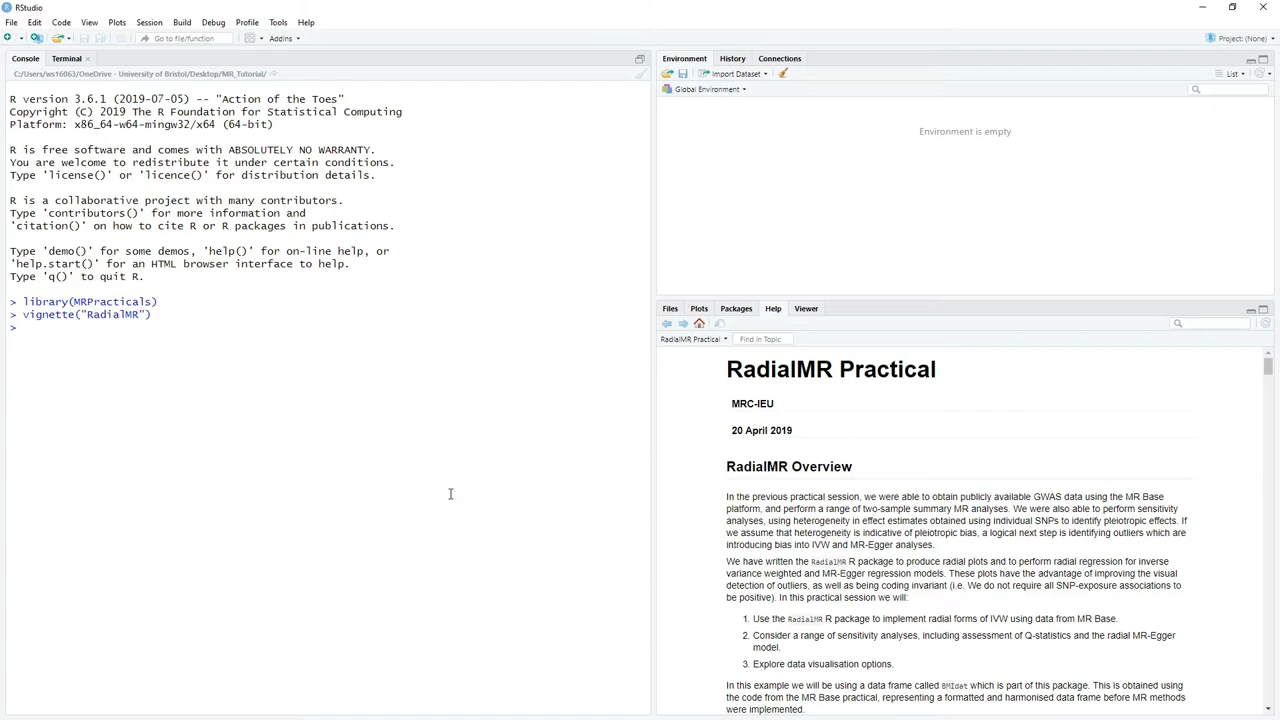 RStudio
File Edit Code View Plots Session Build Debug Profile Tools Help
Go to file/function Addins Project: (None)
Console Terminal
C:/Users/ws16063/OneDrive - University of Bristol/Desktop/MR_Tutorial/
R version 3.6.1 (2019-07-05) -- "Action of the Toes"
Copyright (C) 2019 The R Foundation for Statistical Computing
Platform: x86_64-w64-mingw32/x64 (64-bit)
R is free software and comes with ABSOLUTELY NO WARRANTY.
You are welcome to redistribute it under certain conditions.
Type 'license()' or 'licence()' for distribution details.
R is a collaborative project with many contributors.
Type 'contributors()' for more information and
'citation()' on how to cite R or R packages in publications.
Type 'demo()' for some demos, 'help()' for on-line help, or
'help.start()' for an HTML browser interface to help.
Type 'q()' to quit R.
> library(MRPracticals)
> vignette("RadialMR")
>
Environment History Connections
Import Dataset List
Global Environment
Environment is empty
Files Plots Packages Help Viewer
RadialMR Practical Find in Topic
RadialMR Practical
MRC-IEU
20 April 2019
RadialMR Overview
In the previous practical session, we were able to obtain publicly available GWAS data using the MR Base
platform, and perform a range of two-sample summary MR analyses. We were also able to perform sensitivity
analyses, using heterogeneity in effect estimates obtained using individual SNPs to identify pleiotropic effects. If
we assume that heterogeneity is indicative of pleiotropic bias, a logical next step is identifying outliers which are
introducing bias into IVW and MR-Egger analyses.
We have written the RadialMR R package to produce radial plots and to perform radial regression for inverse
variance weighted and MR-Egger regression models. These plots have the advantage of improving the visual
detection of outliers, as well as being coding invariant (i.e. We do not require all SNP-exposure associations to
be positive). In this practical session we will:
1. Use the RadialMR R package to implement radial forms of IVW using data from MR Base.
2. Consider a range of sensitivity analyses, including assessment of Q-statistics and the radial MR-Egger
model.
3. Explore data visualisation options.
In this example we will be using a data frame called BMIdat which is part of this package. This is obtained using
the code from the MR Base practical, representing a formatted and harmonised data frame before MR methods
were implemented.